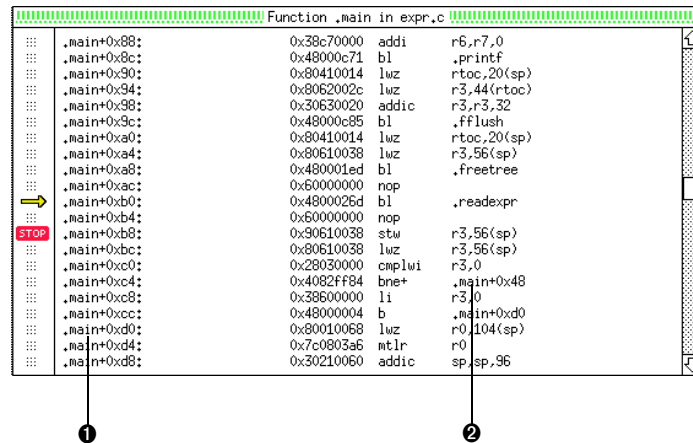 Function .main in expr.c
.main+0x88: 0x38c70000 addi r6,r7,0
.main+0x8c: 0x48000c71 bl .printf
.main+0x90: 0x80410014 lwz rtoc,20(sp)
.main+0x94: 0x8062002c lwz r3,44(rtoc)
.main+0x98: 0x30630020 addic r3,r3,32
.main+0x9c: 0x48000c85 bl .fflush
.main+0xa0: 0x80410014 lwz rtoc,20(sp)
.main+0xa4: 0x80610038 lwz r3,56(sp)
.main+0xa8: 0x480001ed bl .freetree
.main+0xac: 0x60000000 nop
.main+0xb0: 0x4800026d bl .readexpr
.main+0xb4: 0x60000000 nop
STOP .main+0xb8: 0x90610038 stw r3,56(sp)
.main+0xbc: 0x80610038 lwz r3,56(sp)
.main+0xc0: 0x28030000 cmplwi r3,0
.main+0xc4: 0x4082ff84 bne+ .main+0x48
.main+0xc8: 0x38600000 li r3,0
.main+0xcc: 0x48000004 b .main+0xd0
.main+0xd0: 0x80010068 lwz r0,104(sp)
.main+0xd4: 0x7c0803a6 mtlr r0
.main+0xd8: 0x30210060 addic sp,sp,96
1 2